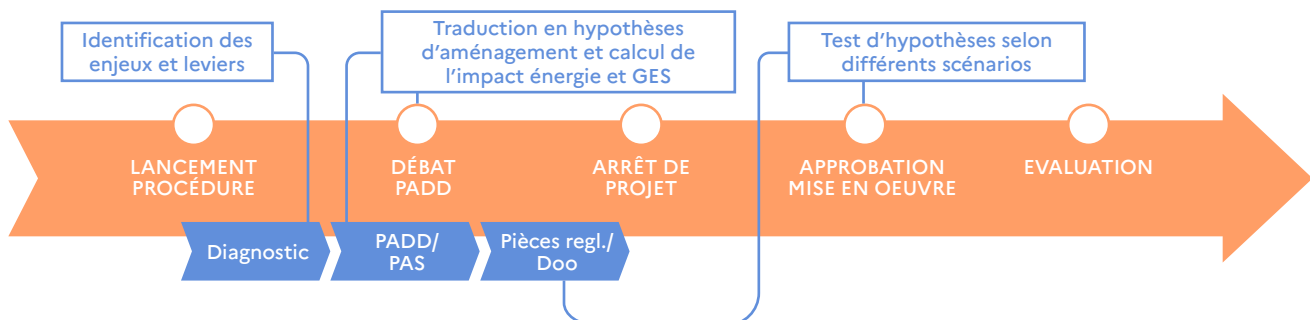 Identification des
enjeux et leviers
Traduction en hypothèses
d’aménagement et calcul de
l’impact énergie et GES
Test d’hypothèses selon
différents scénarios
LANCEMENT
PROCÉDURE
DÉBAT
PADD
ARRÊT DE
PROJET
APPROBATION
MISE EN OEUVRE
EVALUATION
Diagnostic
PADD/
PAS
Pièces regl./
Doo